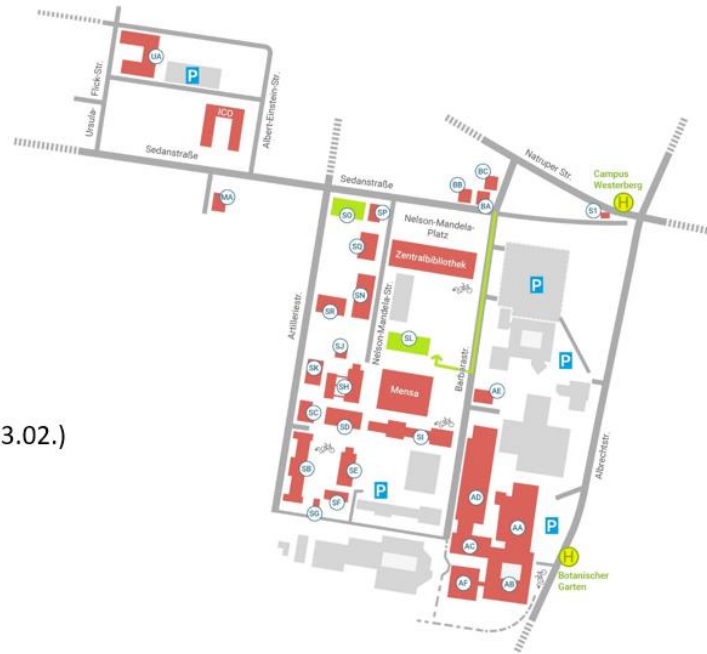 UA
P
Ursula-
Flick-Str.
ICO
Albert-Einstein-Str.
Sedanstraße
MA
Sedanstraße
BC
BB
BA
Natruper Str.
Campus
Westerberg
H
S1
SO
SP
Nelson-Mandela-
Platz
SQ
Zentralbibliothek
P
SN
SR
Artilleriestr.
Nelson-Mandela-Str.
SL
SJ
Barbarastr.
P
SK
SH
Mensa
AE
SC
SD
SI
3.02.)
Albrechtstr.
SB
SE
P
AD
SF
SG
AA
P
AC
H
AF
AB
Botanischer
Garten